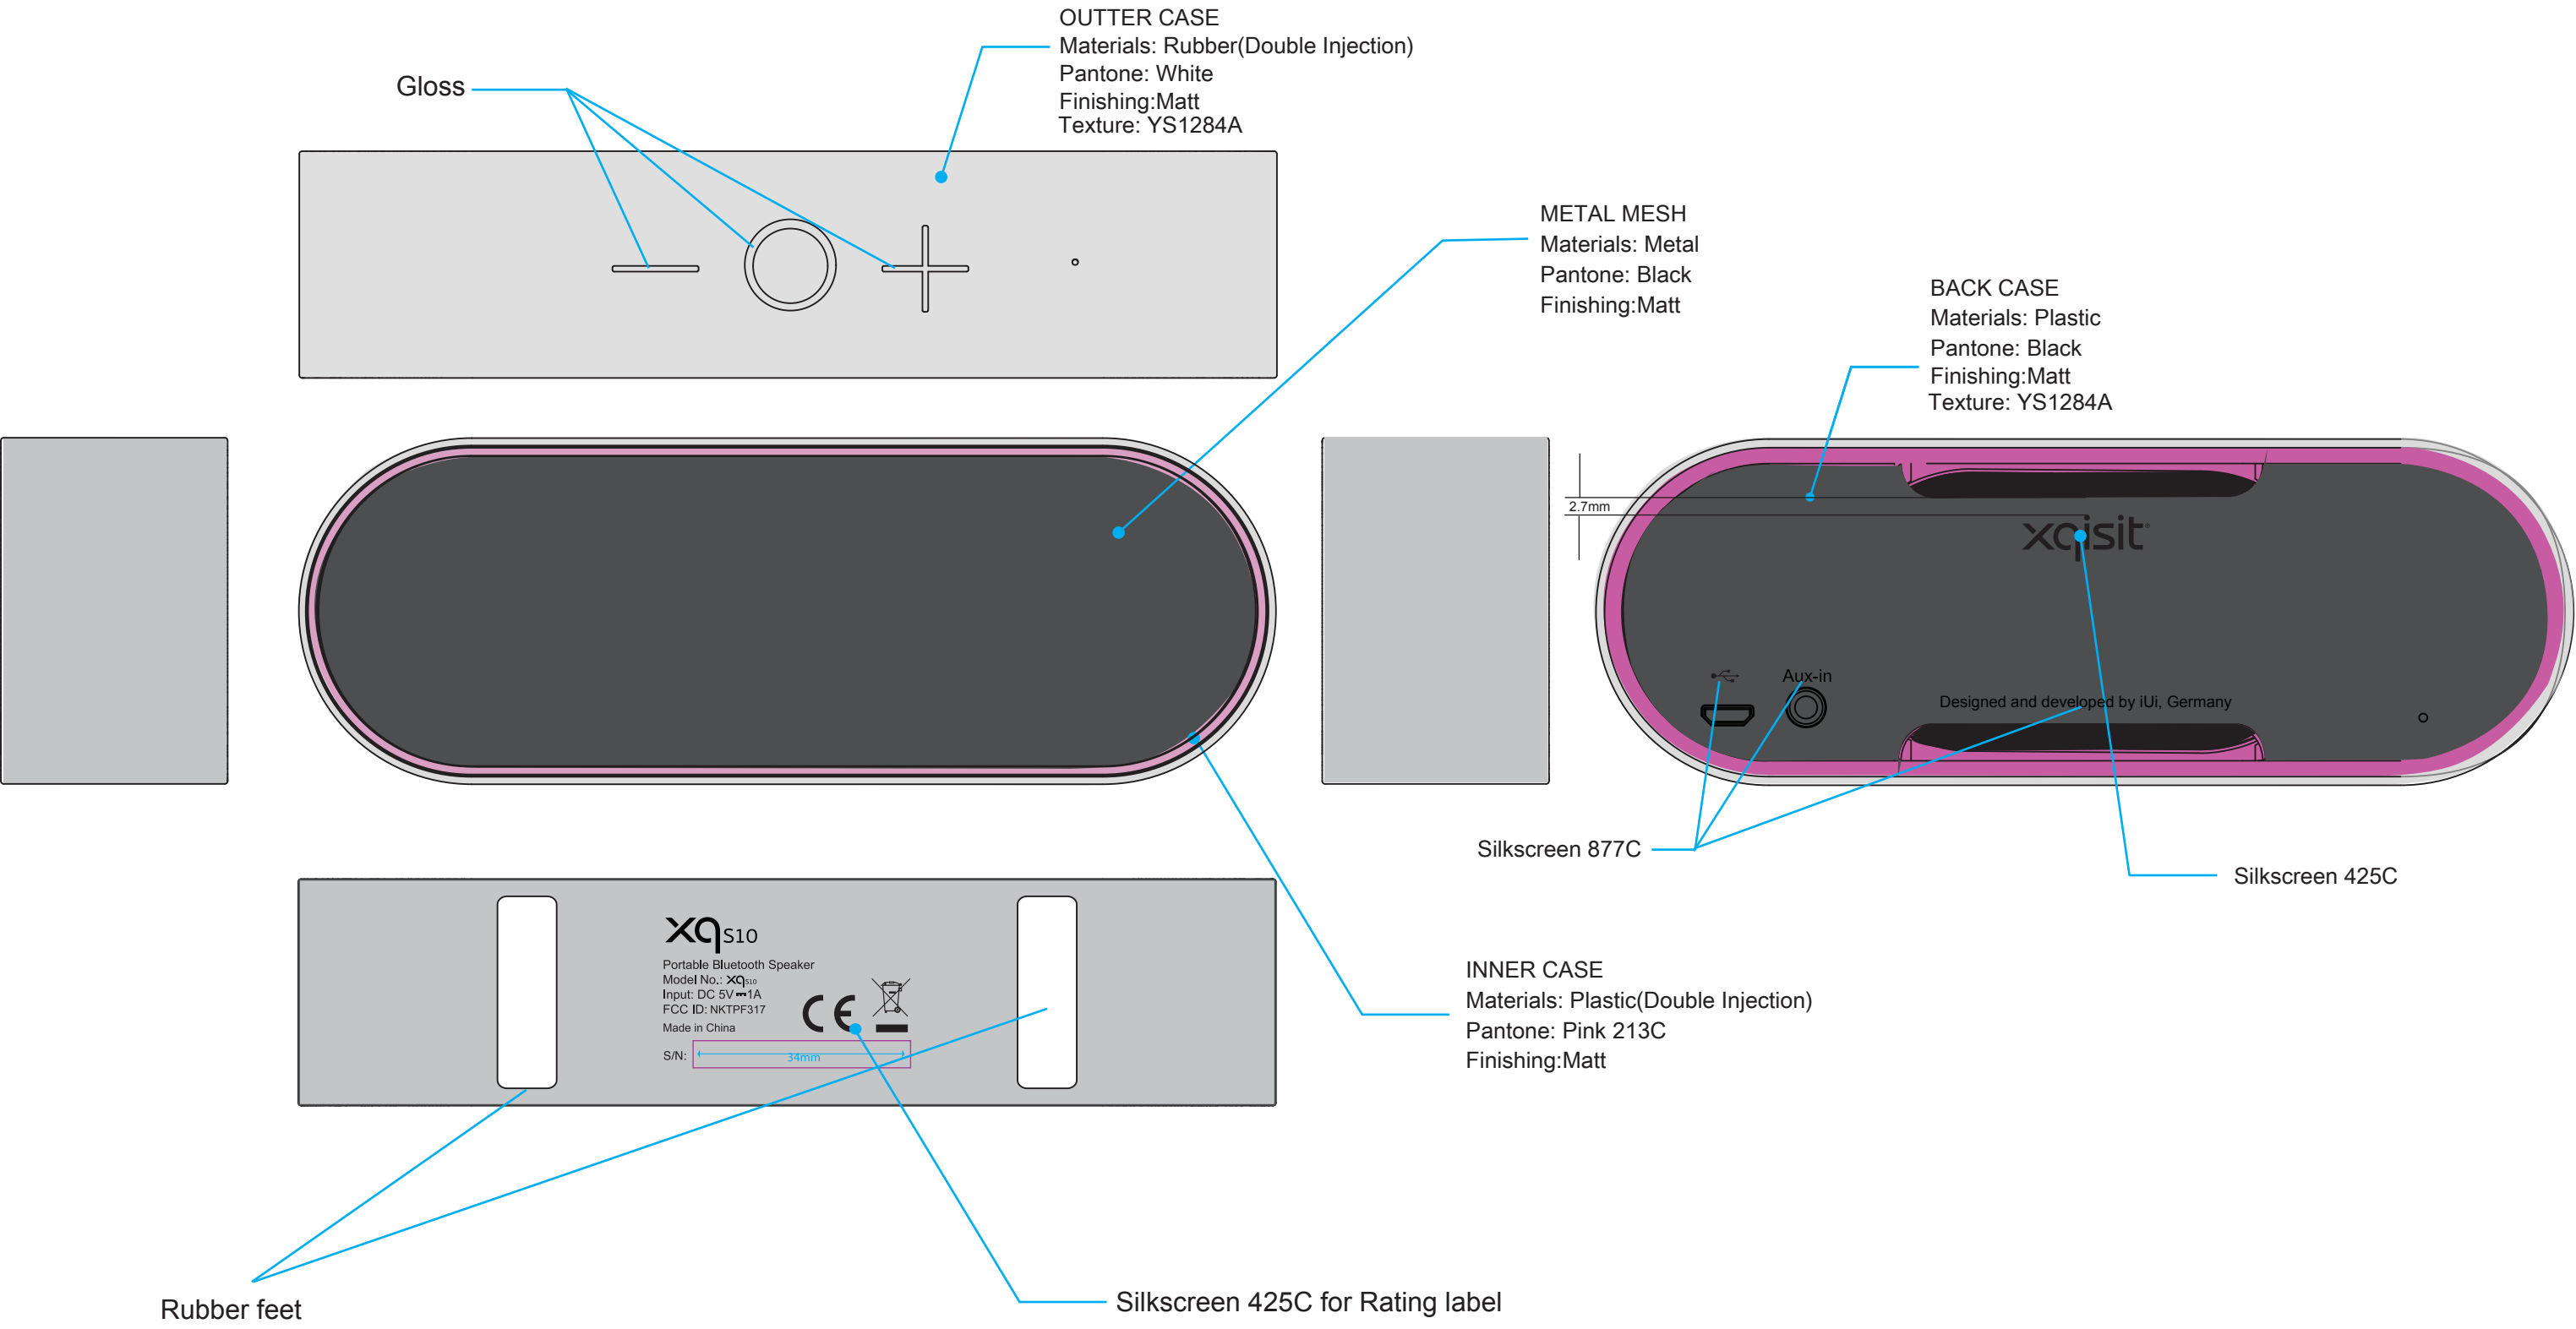 OUTTER CASE
Materials: Rubber(Double Injection)
Pantone: White
Finishing:Matt
Texture: YS1284A
Gloss
METAL MESH
Materials: Metal
Pantone: Black
Finishing:Matt
BACK CASE
Materials: Plastic
Pantone: Black
Finishing:Matt
Texture: YS1284A
2.7mm
xqisit
Aux-in
Designed and developed by iUi, Germany
Silkscreen 877C
Silkscreen 425C
xq S10
Portable Bluetooth Speaker
Model No.: xq S10
Input: DC 5V ⎓ 1A
FCC ID: NKTPF317
Made in China
CE
S/N:
34mm
INNER CASE
Materials: Plastic(Double Injection)
Pantone: Pink 213C
Finishing:Matt
Rubber feet
Silkscreen 425C for Rating label